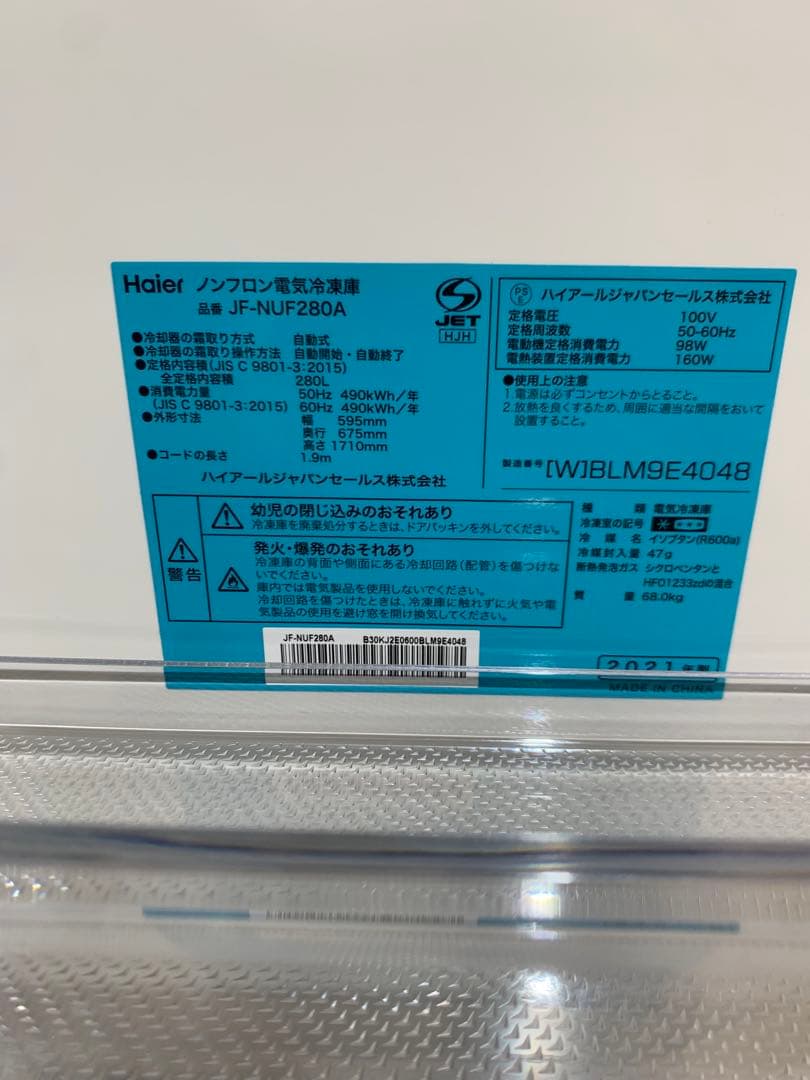 Haier ノンフロン電気冷凍庫
品番 JF-NUF280A
JET
HJH
●冷却器の霜取り方式 自動式
●冷却器の霜取り操作方法 自動開始・自動終了
●定格内容積(JIS C 9801-3:2015)
全定格内容積 280L
●消費電力量 50Hz 490kWh/年
(JIS C 9801-3:2015) 60Hz 490kWh/年
●外形寸法 幅 595mm
奥行 675mm
高さ 1710mm
●コードの長さ 1.9m
ハイアールジャパンセールス株式会社
PS
E
ハイアールジャパンセールス株式会社
定格電圧 100V
定格周波数 50-60Hz
電動機定格消費電力 98W
電熱装置定格消費電力 160W
●使用上の注意
1.電源は必ずコンセントからとること。
2.放熱を良くするため、周囲に適当な間隔をおいて
設置すること。
製造番号 [W]BLM9E4048
警告
幼児の閉じ込みのおそれあり
冷凍庫を廃棄処分するときは、ドアパッキンを外してください。
発火・爆発のおそれあり
冷凍庫の背面や側面にある冷却回路(配管)を傷つけな
いでください。
庫内では電気製品を使用しないでください。
冷却回路を傷つけたときは、冷凍庫に触れずに火気や電
気製品の使用を避け窓を開け換気してください。
種類 電気冷凍庫
冷凍室の記号
冷媒 イソブタン(R600a)
冷媒封入量 47g
断熱発泡ガス シクロペンタンと
HFO1233zdの混合
質量 68.0kg
JF-NUF280A B30KJ2E0600BLM9E4048
2021年製
MADE IN CHINA